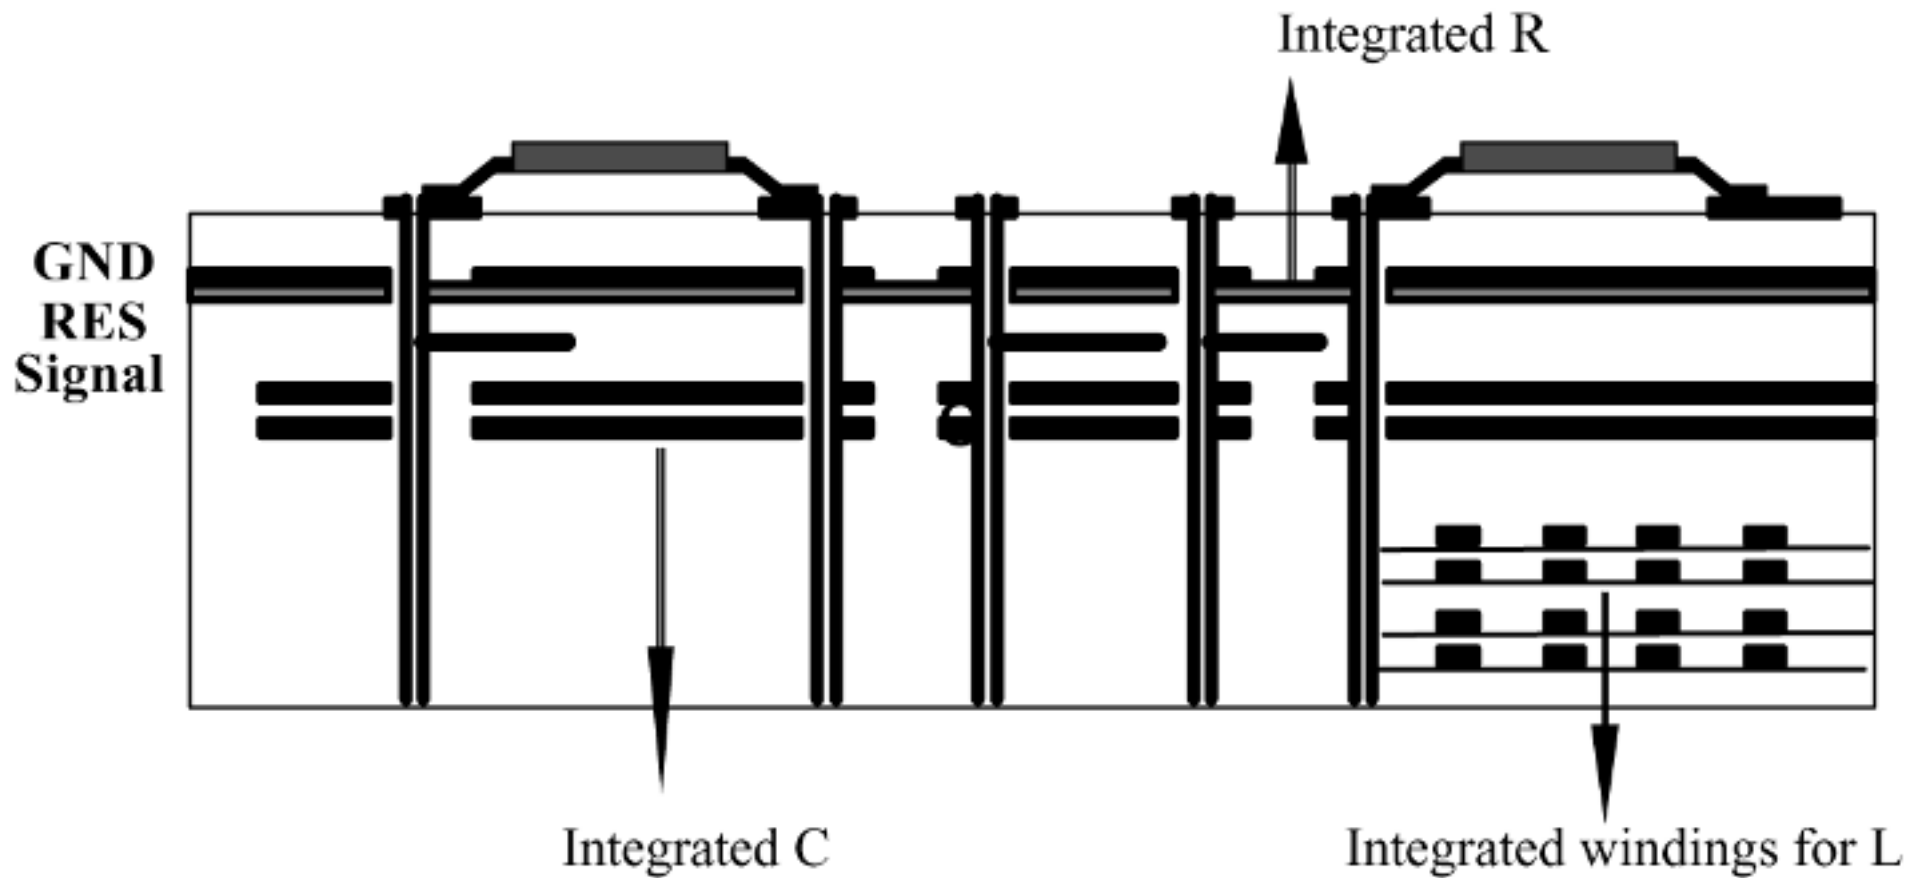 Integrated R
GND
RES
Signal
Integrated C
Integrated windings for L